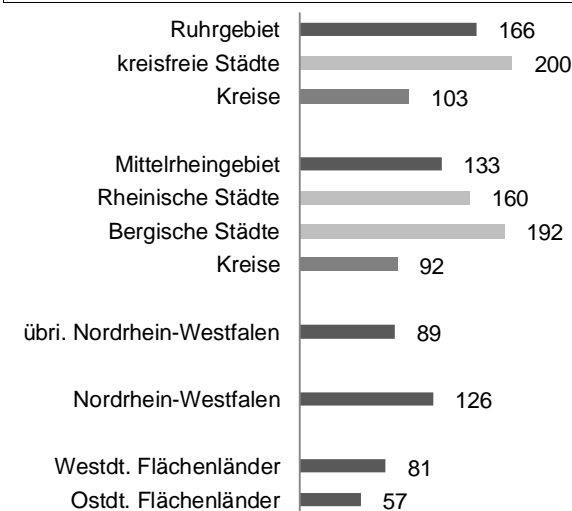 Ruhrgebiet 166
kreisfreie Städte 200
Kreise 103
Mittelrheingebiet 133
Rheinische Städte 160
Bergische Städte 192
Kreise 92
übri. Nordrhein-Westfalen 89
Nordrhein-Westfalen 126
Westdt. Flächenländer 81
Ostdt. Flächenländer 57